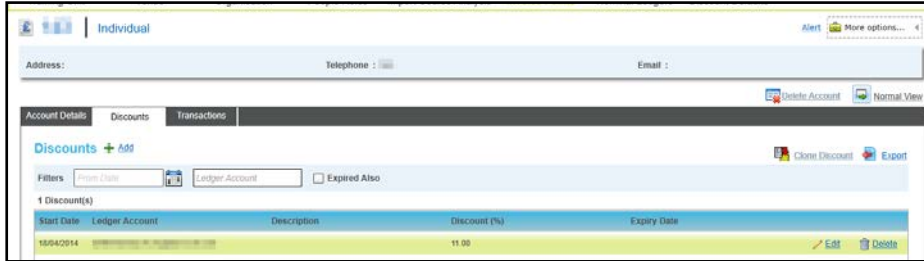 £ Individual Alert More options...
Address: Telephone : Email :
Delete Account Normal View
Account Details Discounts Transactions
Discounts Add Clone Discount Export
Filters From Date Ledger Account Expired Also
1 Discount(s)
Start Date Ledger Account Description Discount (%) Expiry Date
18/04/2014 11.00 Edit Delete